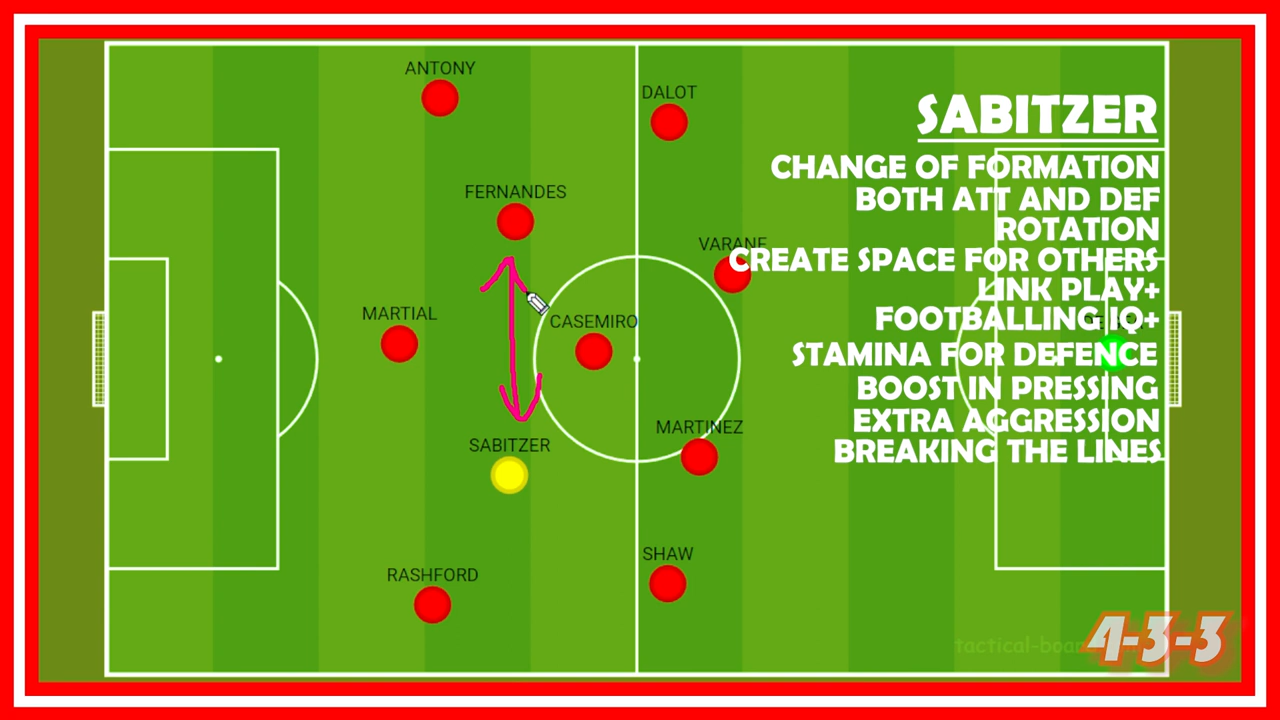 ANTONY
DALOT
SABITZER
CHANGE OF FORMATION
BOTH ATT AND DEF
ROTATION
FERNANDES
VARANE
CREATE SPACE FOR OTHERS
LINK PLAY+
MARTIAL
CASEMIRO
FOOTBALLING IQ+
STAMINA FOR DEFENCE
BOOST IN PRESSING
EXTRA AGGRESSION
MARTINEZ
SABITZER
BREAKING THE LINES
SHAW
RASHFORD
4-3-3